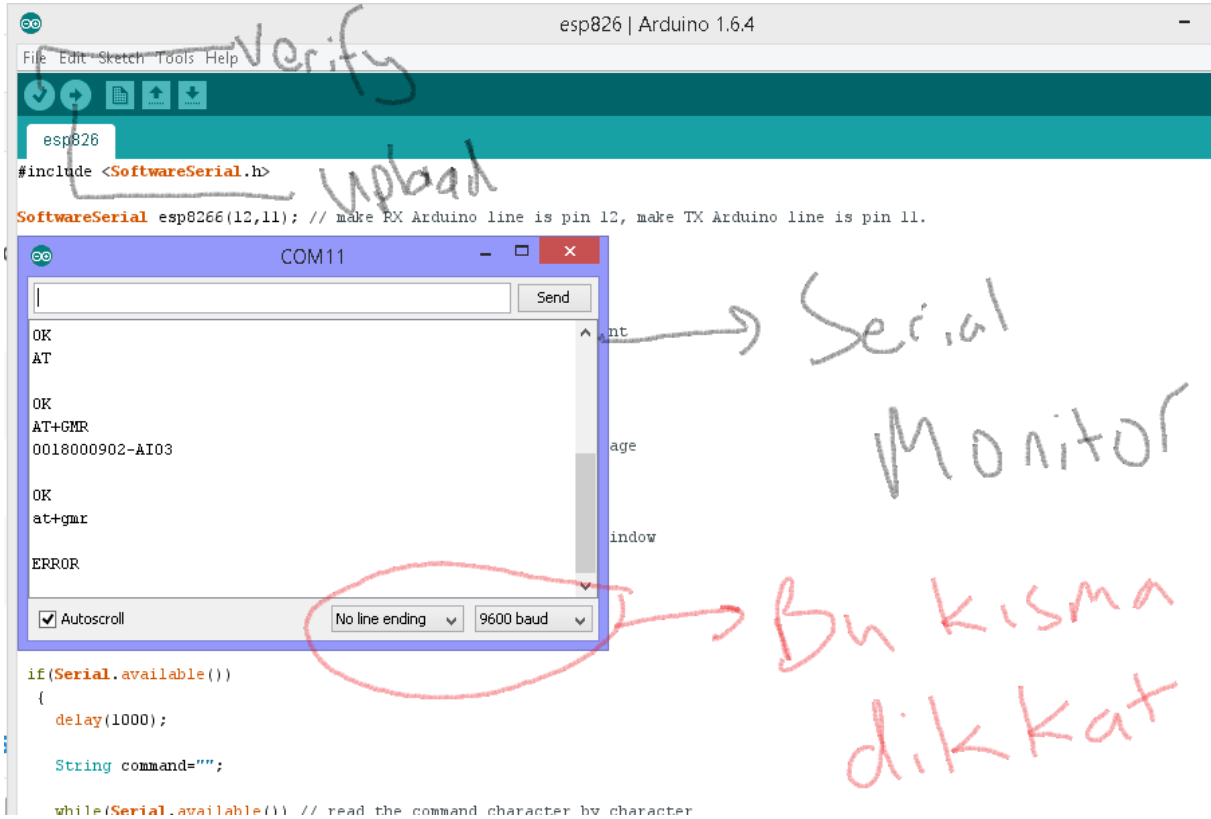 esp826 | Arduino 1.6.4
File Edit Sketch Tools Help
Verify
esp826
Upload
#include <SoftwareSerial.h>
SoftwareSerial esp8266(12,11); // make RX Arduino line is pin 12, make TX Arduino line is pin 11.
COM11
Send
OK
AT
OK
AT+GMR
0018000902-AI03
OK
at+gmr
ERROR
Autoscroll No line ending 9600 baud
nt
age
indow
Serial
Monitor
Bu kısma
dikkat
if(Serial.available())
{
delay(1000);
String command="";
while(Serial.available()) // read the command character by character